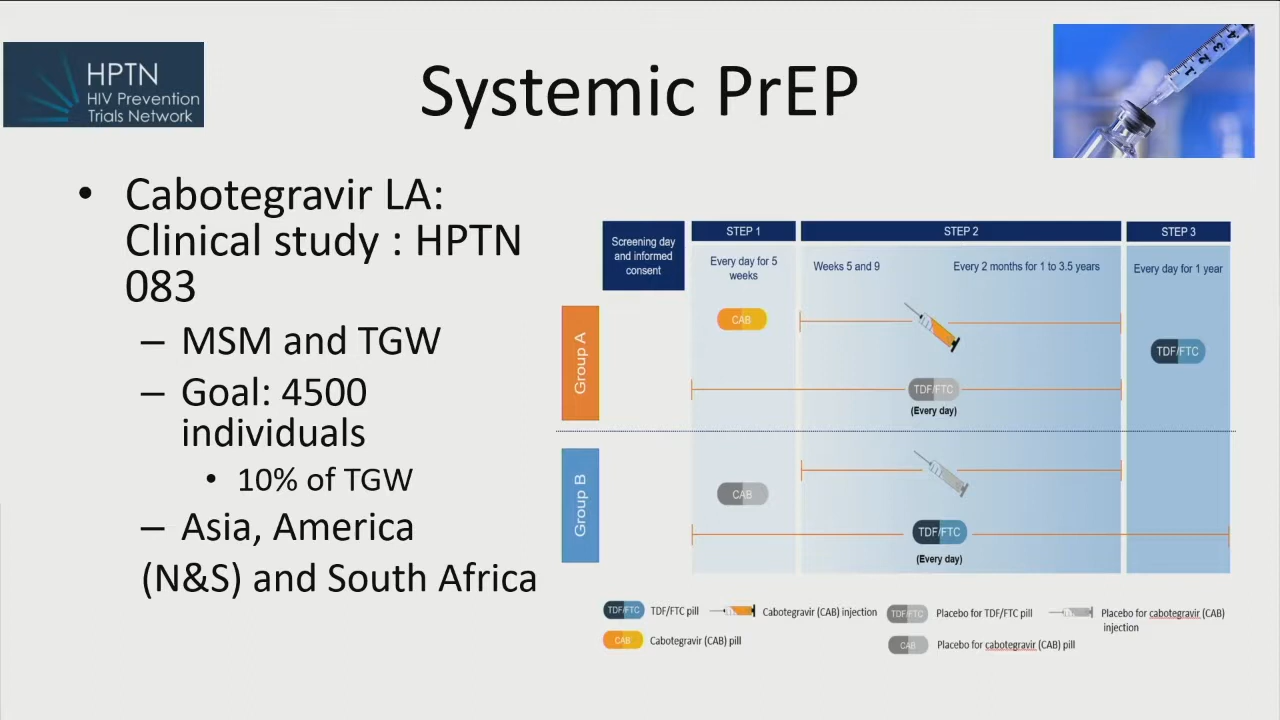 HPTN
HIV Prevention
Trials Network
Systemic PrEP
1 2 3 4
• Cabotegravir LA:
Clinical study : HPTN
083
– MSM and TGW
– Goal: 4500
individuals
• 10% of TGW
– Asia, America
(N&S) and South Africa
Screening day
and informed
consent
STEP 1
STEP 2
STEP 3
Every day for 5
weeks
Weeks 5 and 9
Every 2 months for 1 to 3.5 years
Every day for 1 year
Group A
CAB
TDF/FTC
TDF/FTC
(Every day)
Group B
CAB
TDF/FTC
(Every day)
TDF/FTC TDF/FTC pill
Cabotegravir (CAB) injection
TDF/FTC Placebo for TDF/FTC pill
Placebo for cabotegravir (CAB)
injection
CAB Cabotegravir (CAB) pill
CAB Placebo for cabotegravir (CAB) pill